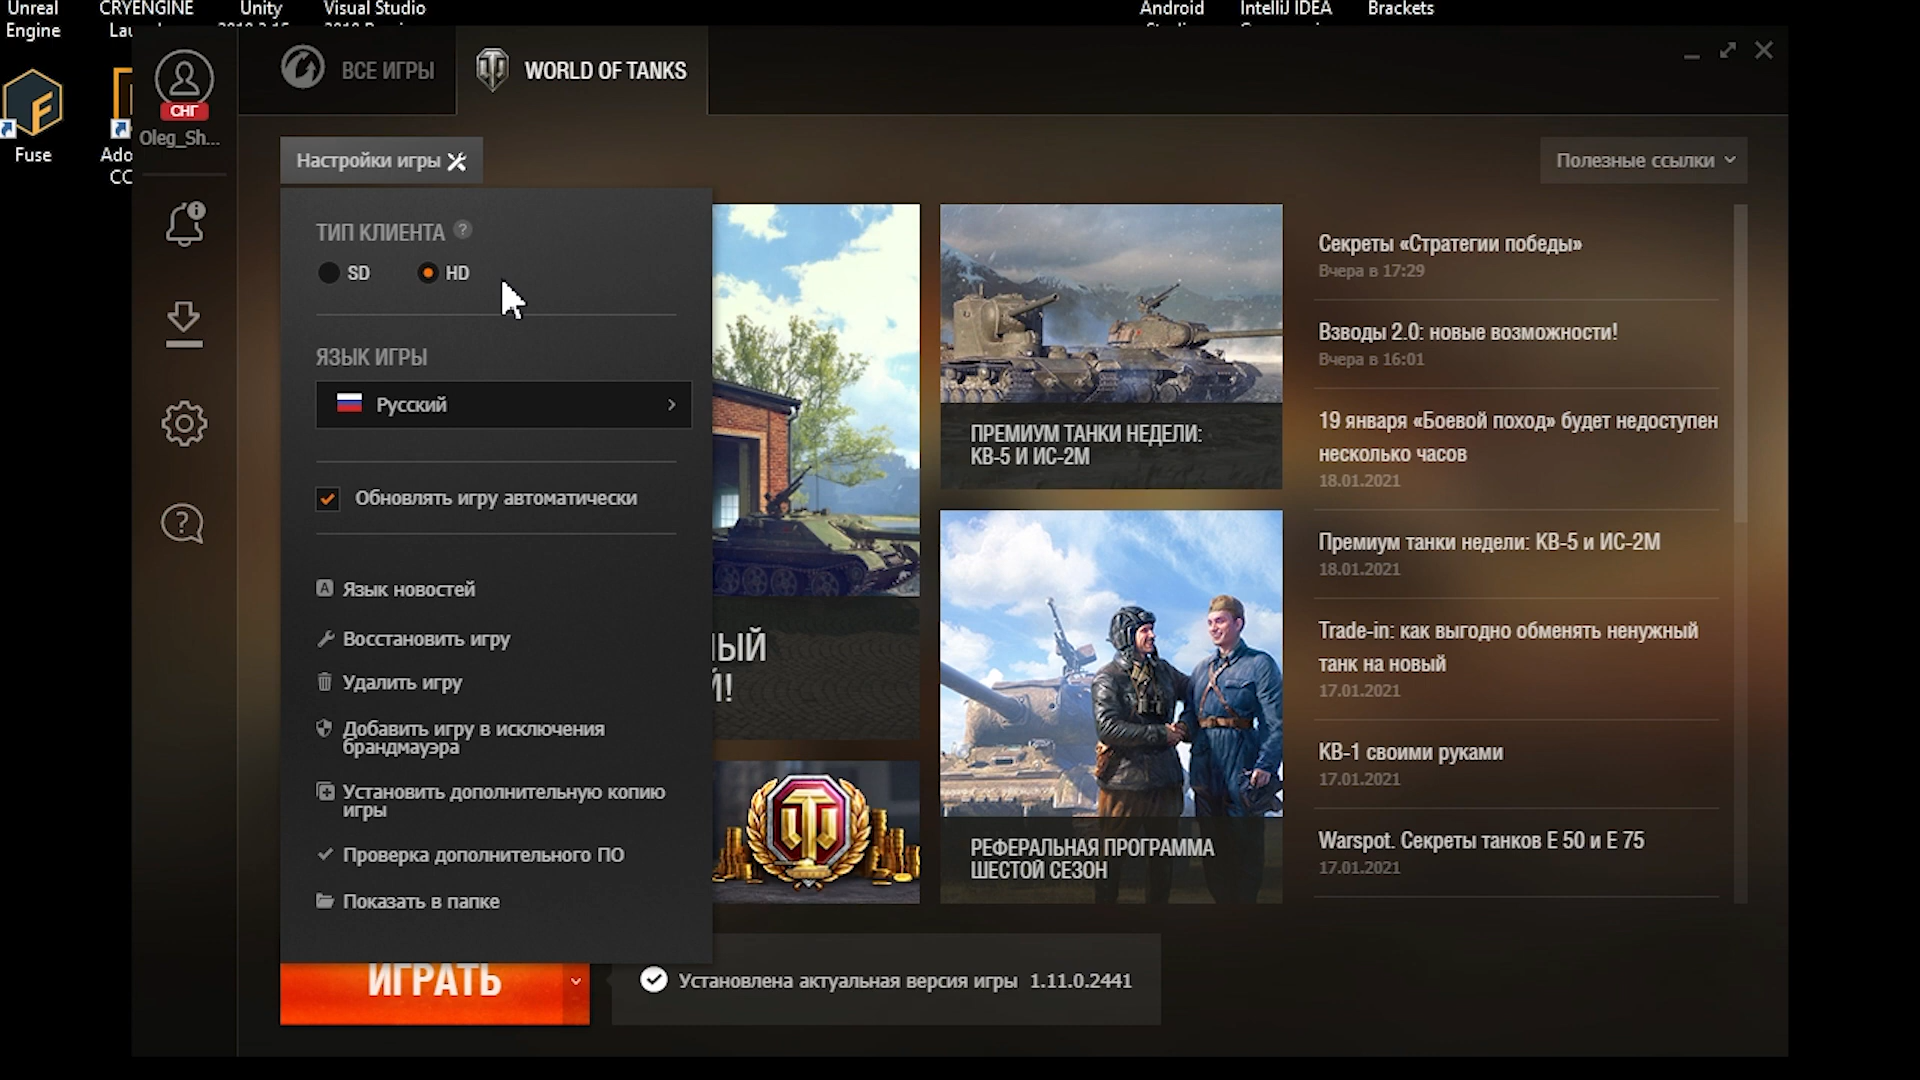 Unreal
Engine
CRYENGINE
Unity
Visual Studio
Android
IntelliJ IDEA
Brackets
Fuse
СНГ
Oleg_Sh...
ВСЕ ИГРЫ
WORLD OF TANKS
Настройки игры
Полезные ссылки
ТИП КЛИЕНТА ?
SD
HD
ЯЗЫК ИГРЫ
Русский
Обновлять игру автоматически
Язык новостей
Восстановить игру
Удалить игру
Добавить игру в исключения
брандмауэра
Установить дополнительную копию
игры
Проверка дополнительного ПО
Показать в папке
ПРЕМИУМ ТАНКИ НЕДЕЛИ:
КВ-5 И ИС-2М
РЕФЕРАЛЬНАЯ ПРОГРАММА
ШЕСТОЙ СЕЗОН
Секреты «Стратегии победы»
Вчера в 17:29
Взводы 2.0: новые возможности!
Вчера в 16:01
19 января «Боевой поход» будет недоступен
несколько часов
18.01.2021
Премиум танки недели: КВ-5 и ИС-2М
18.01.2021
Trade-in: как выгодно обменять ненужный
танк на новый
17.01.2021
КВ-1 своими руками
17.01.2021
Warspot. Секреты танков E 50 и E 75
17.01.2021
ИГРАТЬ
Установлена актуальная версия игры 1.11.0.2441